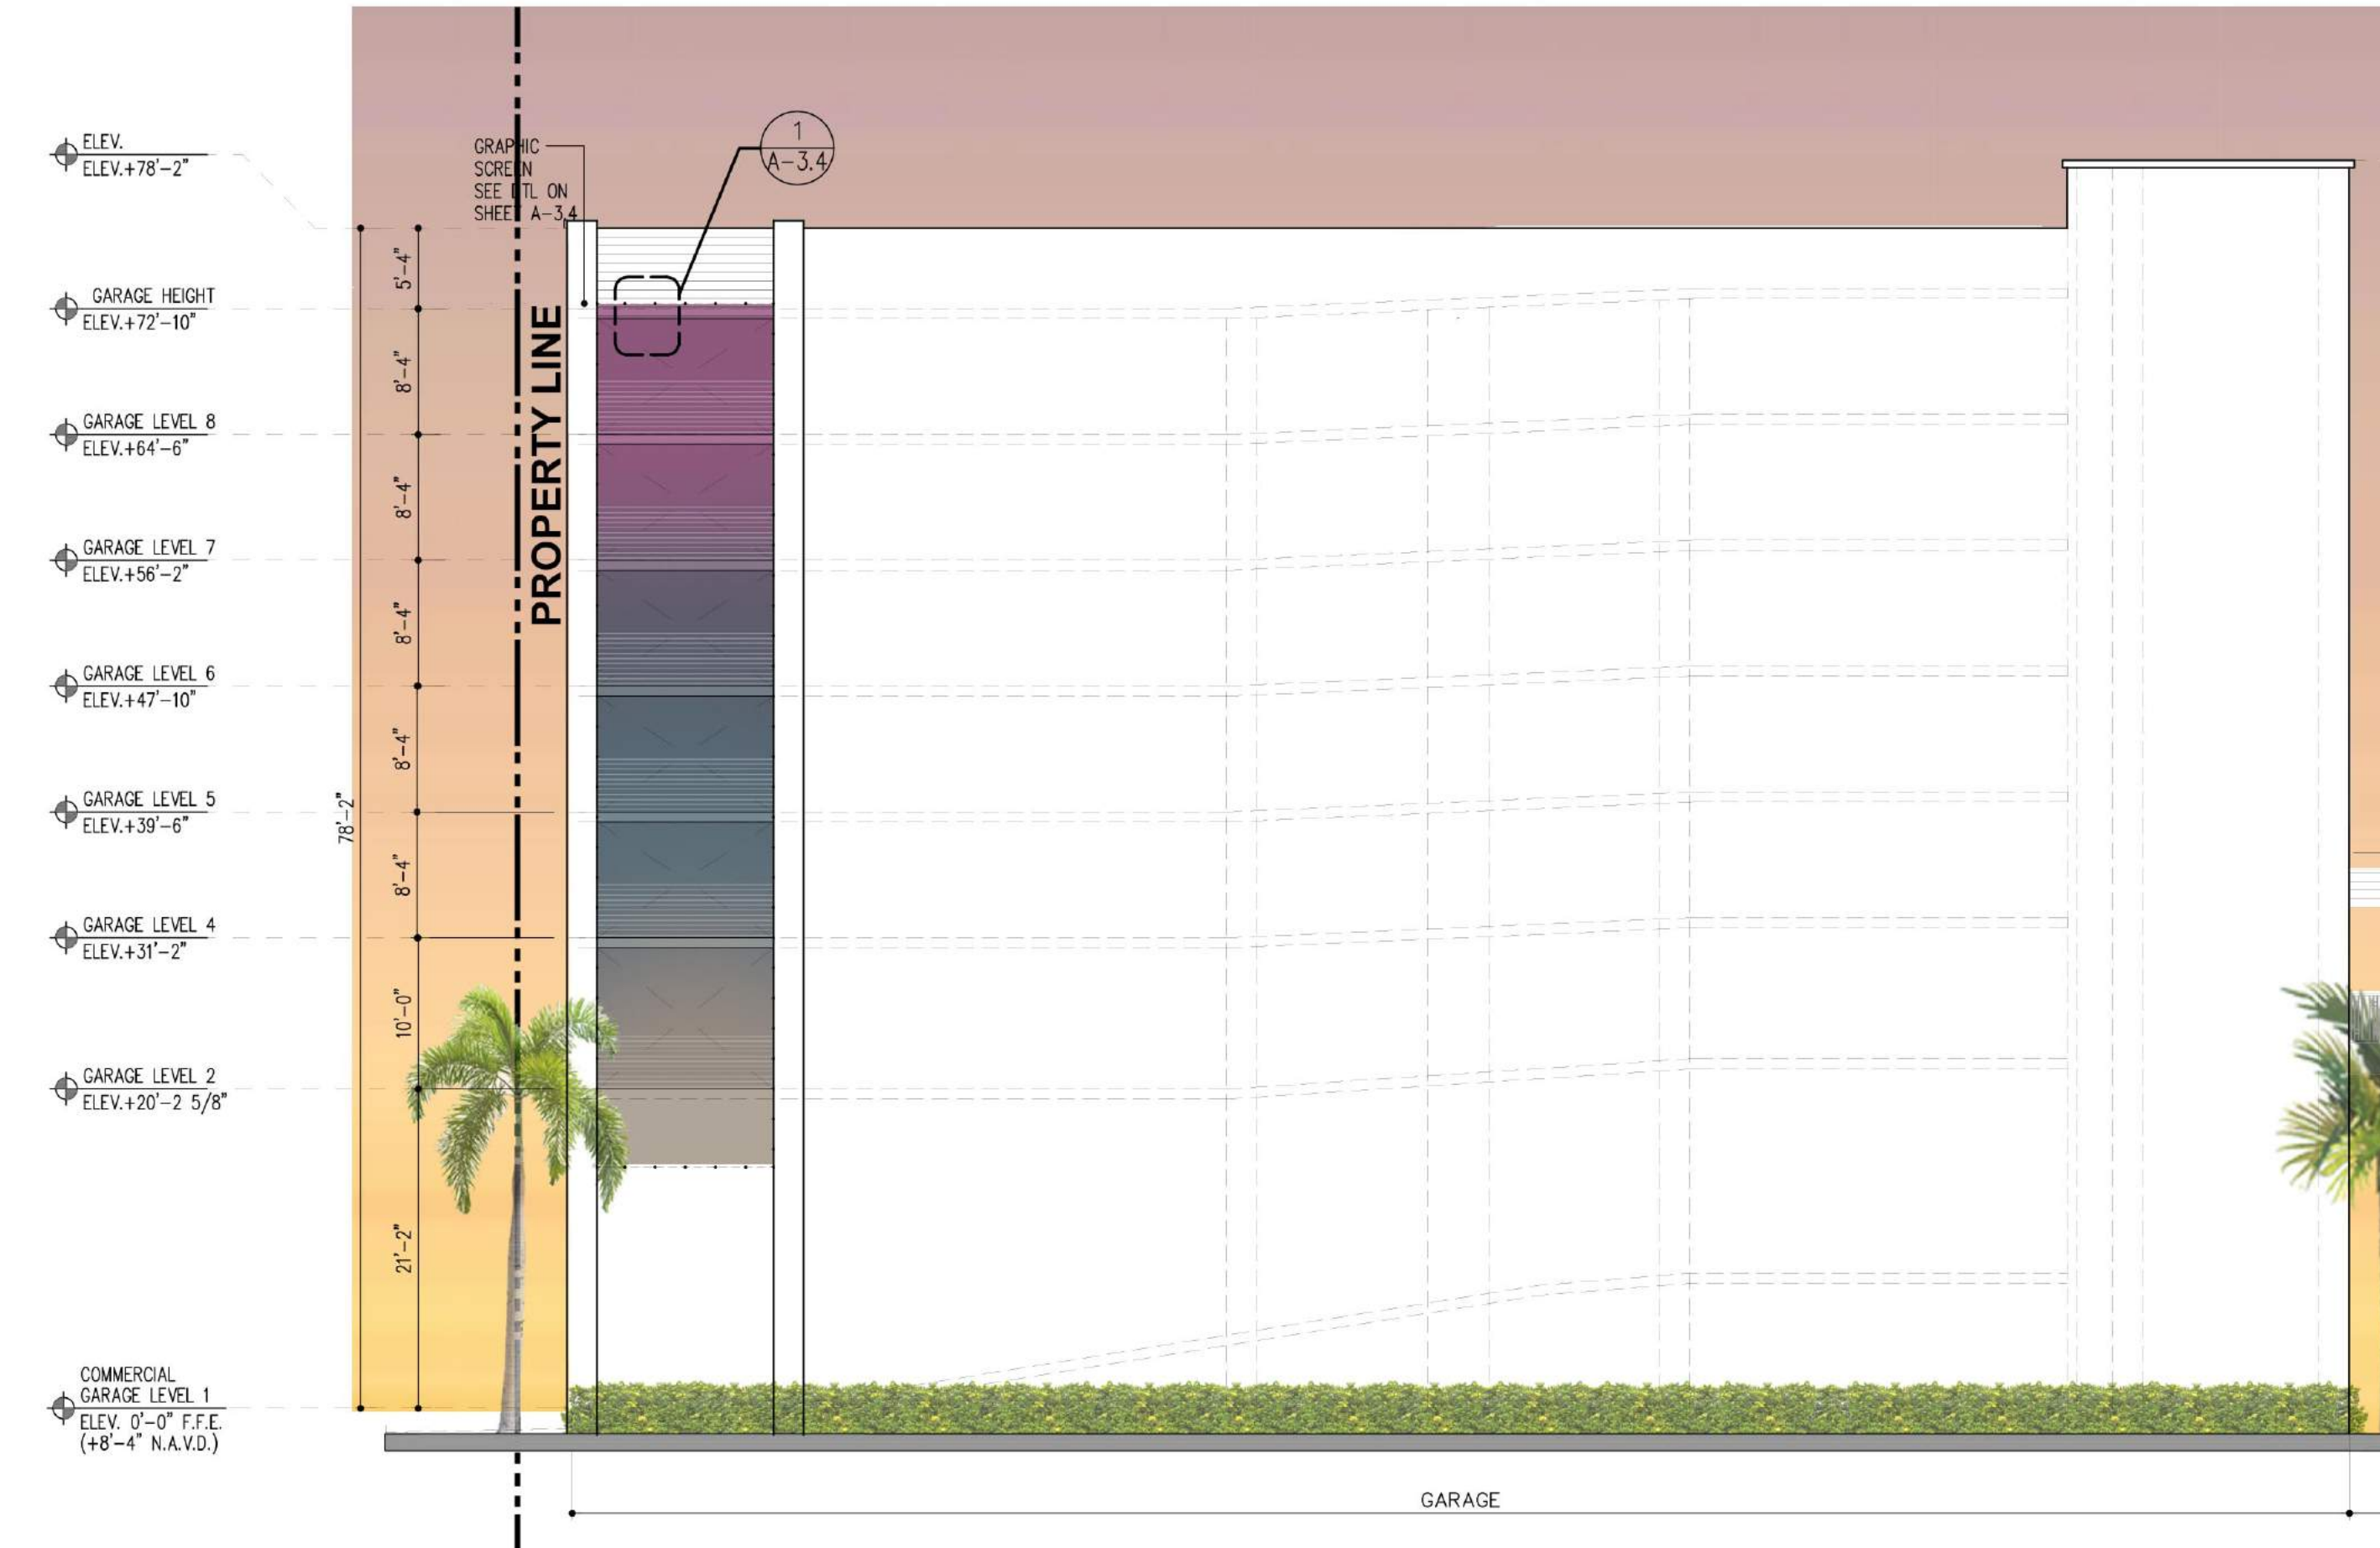 ELEV.
ELEV.+78'-2"
GARAGE HEIGHT
ELEV.+72'-10"
GARAGE LEVEL 8
ELEV.+64'-6"
GARAGE LEVEL 7
ELEV.+56'-2"
GARAGE LEVEL 6
ELEV.+47'-10"
GARAGE LEVEL 5
ELEV.+39'-6"
GARAGE LEVEL 4
ELEV.+31'-2"
GARAGE LEVEL 2
ELEV.+20'-2 5/8"
COMMERCIAL
GARAGE LEVEL 1
ELEV. 0'-0" F.F.E.
(+8'-4" N.A.V.D.)
78'-2"
5'-4"
8'-4"
8'-4"
8'-4"
8'-4"
8'-4"
10'-0"
21'-2"
GRAPHIC
SCREEN
SEE DTL ON
SHEET A-3.4
1
A-3.4
PROPERTY LINE
GARAGE